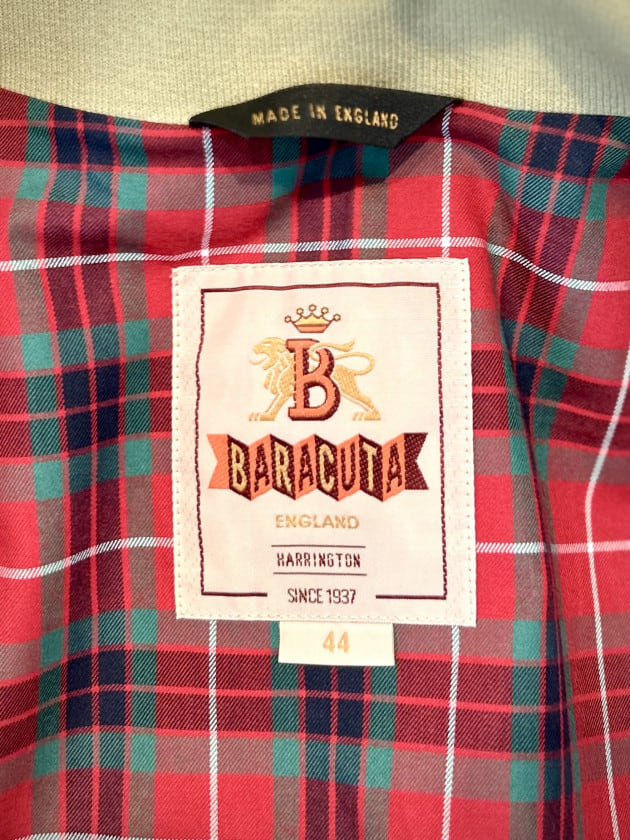 MADE IN ENGLAND
B
BARACUTA
ENGLAND
HARRINGTON
SINCE 1937
44